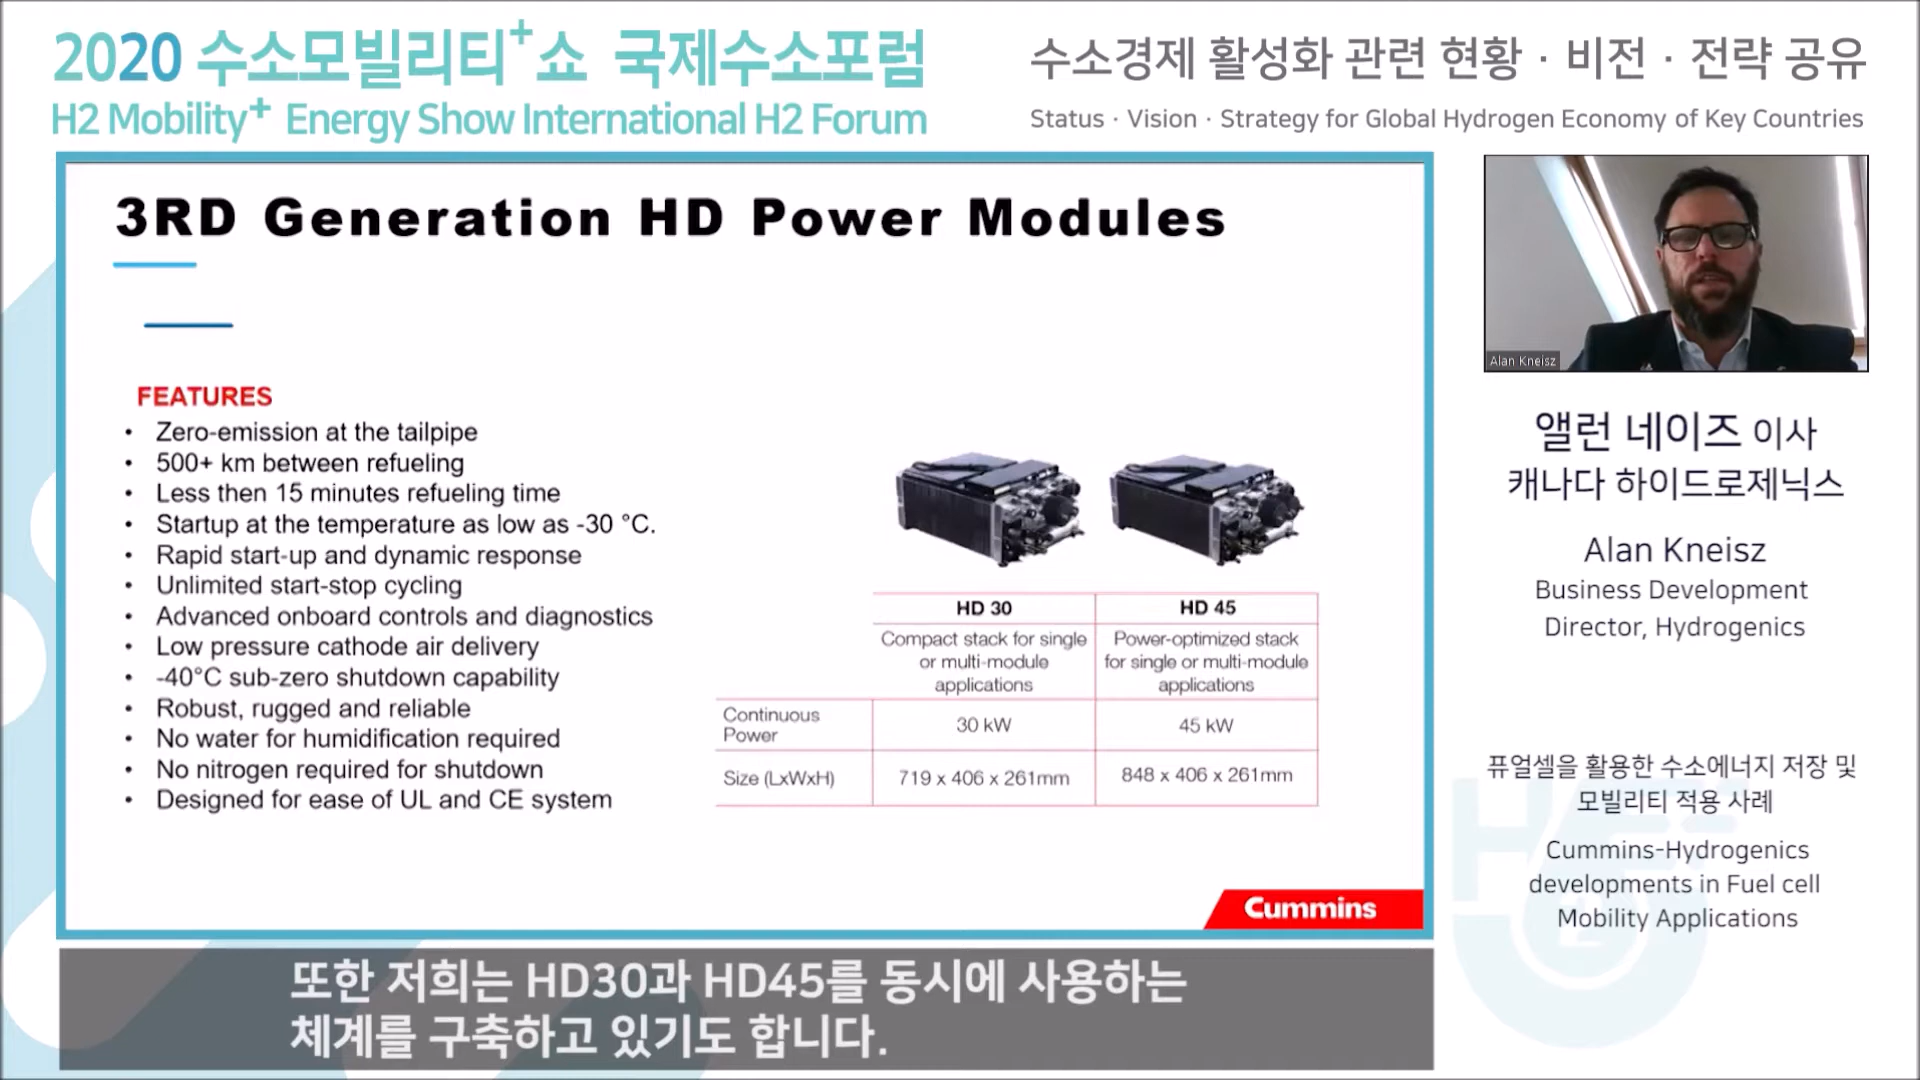 2020 수소모빌리티+쇼 국제수소포럼
H2 Mobility+ Energy Show International H2 Forum
수소경제 활성화 관련 현황 · 비전 · 전략 공유
Status · Vision · Strategy for Global Hydrogen Economy of Key Countries
3RD Generation HD Power Modules
FEATURES
• Zero-emission at the tailpipe
• 500+ km between refueling
• Less then 15 minutes refueling time
• Startup at the temperature as low as -30 °C.
• Rapid start-up and dynamic response
• Unlimited start-stop cycling
• Advanced onboard controls and diagnostics
• Low pressure cathode air delivery
• -40°C sub-zero shutdown capability
• Robust, rugged and reliable
• No water for humidification required
• No nitrogen required for shutdown
• Designed for ease of UL and CE system
HD 30
HD 45
Compact stack for single
or multi-module
applications
Power-optimized stack
for single or multi-module
applications
Continuous
Power
30 kW
45 kW
Size (LxWxH)
719 x 406 x 261mm
848 x 406 x 261mm
Cummins
또한 저희는 HD30과 HD45를 동시에 사용하는
체계를 구축하고 있기도 합니다.
Alan Kneisz
앨런 네이즈 이사
캐나다 하이드로제닉스
Alan Kneisz
Business Development
Director, Hydrogenics
퓨얼셀을 활용한 수소에너지 저장 및
모빌리티 적용 사례
Cummins-Hydrogenics
developments in Fuel cell
Mobility Applications